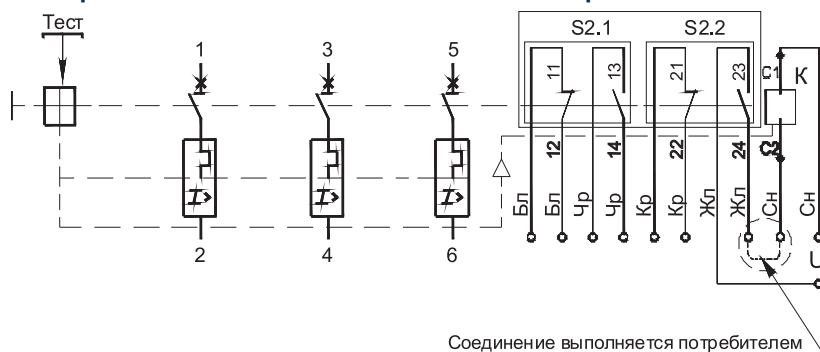 Тест
1
3
5
S2.1
S2.2
11
13
21
23
C1
K
12
14
22
24
C2
Бл
Бл
Чр
Чр
Кр
Кр
Жл
Жл
Сн
Сн
U
2
4
6
Соединение выполняется потребителем